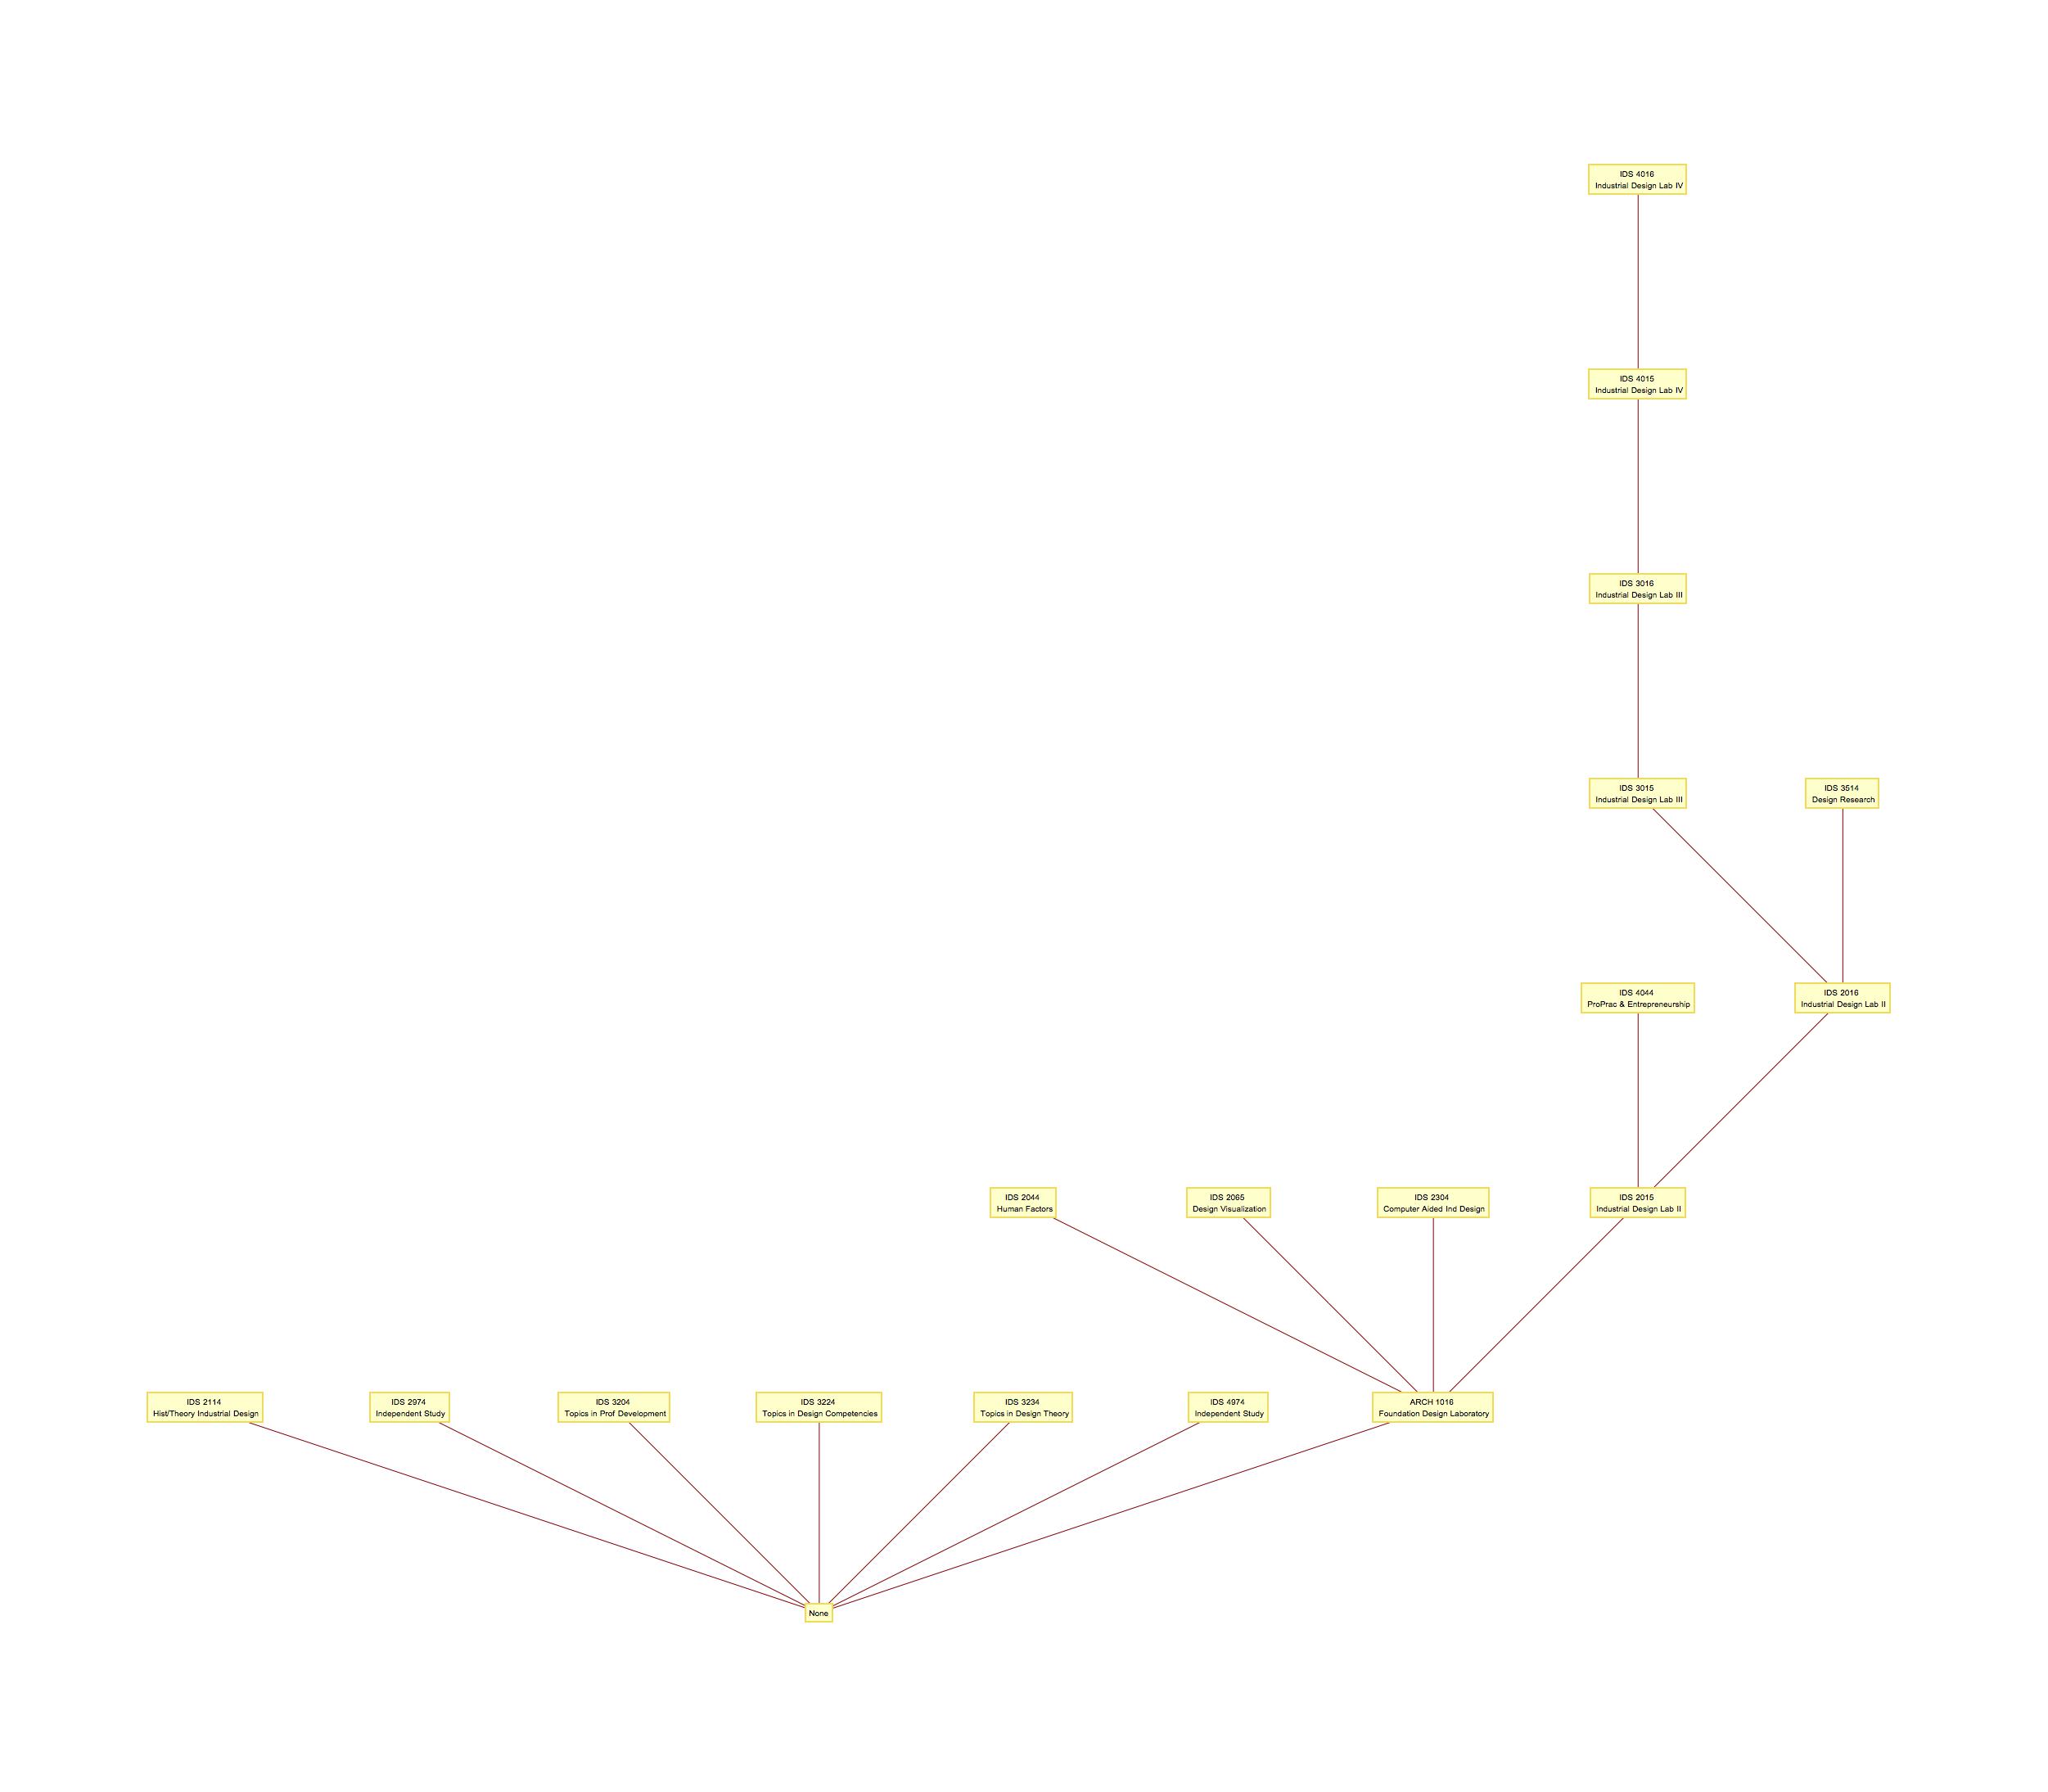 IDS 4016
Industrial Design Lab IV
IDS 4015
Industrial Design Lab IV
IDS 3016
Industrial Design Lab III
IDS 3015
Industrial Design Lab III
IDS 3514
Design Research
IDS 4044
ProPrac & Entrepreneurship
IDS 2016
Industrial Design Lab II
IDS 2044
Human Factors
IDS 2065
Design Visualization
IDS 2304
Computer Aided Ind Design
IDS 2015
Industrial Design Lab II
IDS 2114
Hist/Theory Industrial Design
IDS 2974
Independent Study
IDS 3204
Topics in Prof Development
IDS 3224
Topics in Design Competencies
IDS 3234
Topics in Design Theory
IDS 4974
Independent Study
ARCH 1016
Foundation Design Laboratory
None